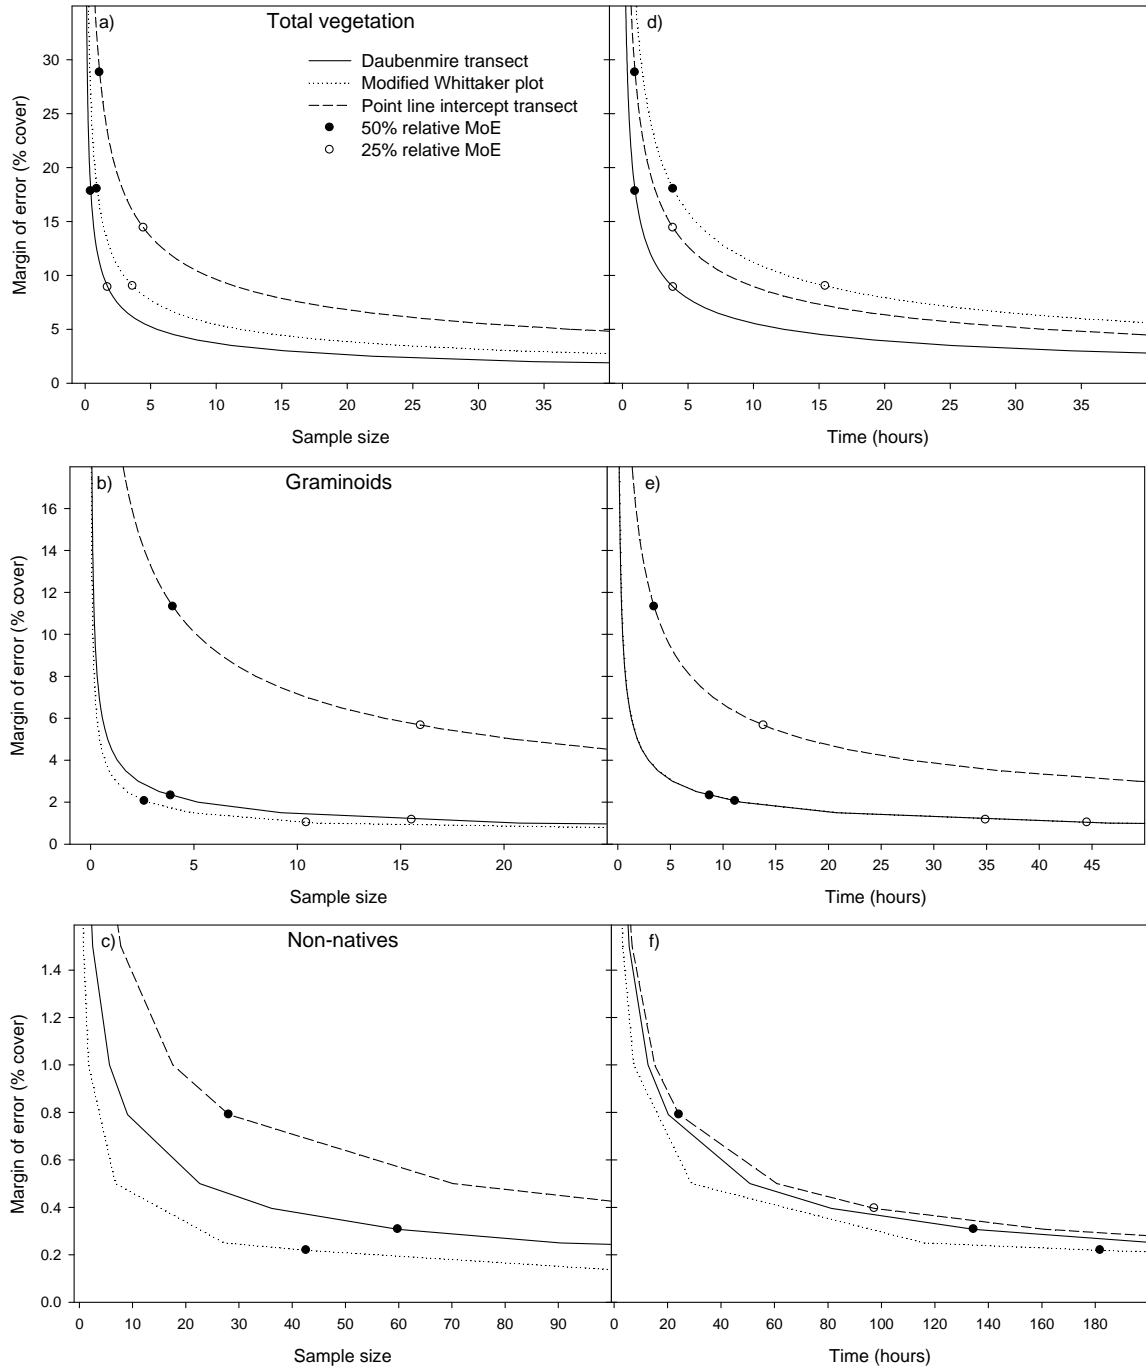 a)
Total vegetation
d)
Daubenmire transect
Modified Whittaker plot
Point line intercept transect
50% relative MoE
25% relative MoE
Margin of error (% cover)
30
25
20
15
10
5
0
0 5 10 15 20 25 30 35
0 5 10 15 20 25 30 35
Sample size
Time (hours)
b)
Graminoids
e)
Margin of error (% cover)
16
14
12
10
8
6
4
2
0
0 5 10 15 20
0 5 10 15 20 25 30 35 40 45
Sample size
Time (hours)
c)
Non-natives
f)
Margin of error (% cover)
1.4
1.2
1.0
0.8
0.6
0.4
0.2
0.0
0 10 20 30 40 50 60 70 80 90
0 20 40 60 80 100 120 140 160 180
Sample size
Time (hours)